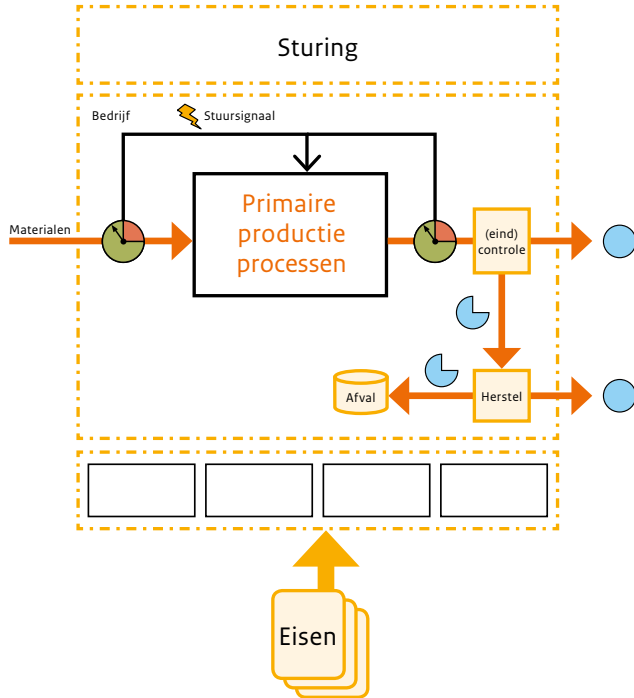 Sturing
Bedrijf
Stuursignaal
Materialen
Primaire
productie
processen
(eind)
controle
Afval
Herstel
Eisen